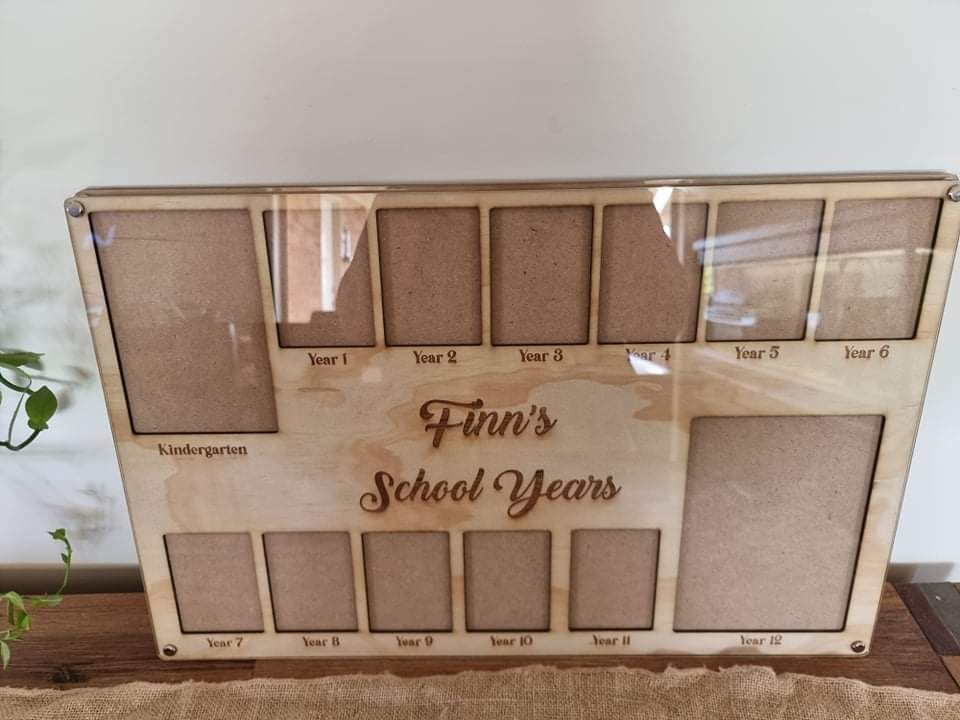 Year 1 Year 2 Year 3 Year 4 Year 5 Year 6
Finn's
Kindergarten
School Years
Year 7 Year 8 Year 9 Year 10 Year 11 Year 12